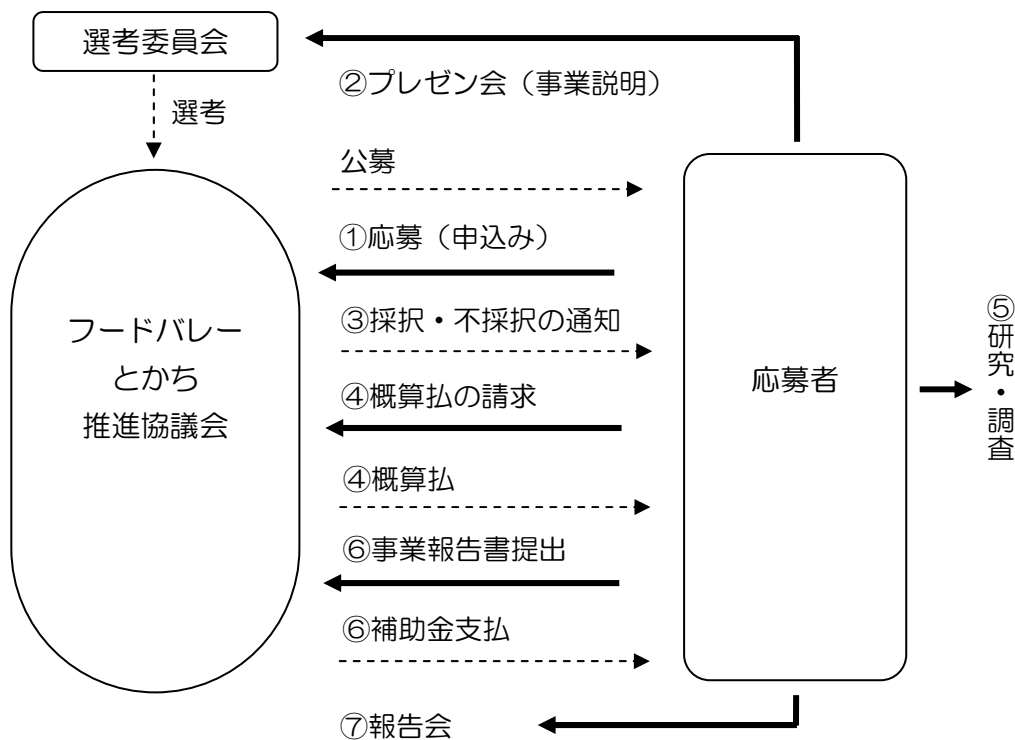 選考委員会
②プレゼン会（事業説明）
選考
公募
①応募（申込み）
③採択・不採択の通知
④概算払の請求
④概算払
⑥事業報告書提出
⑥補助金支払
⑦報告会
フードバレー
とかち
推進協議会
応募者
⑤研究・調査